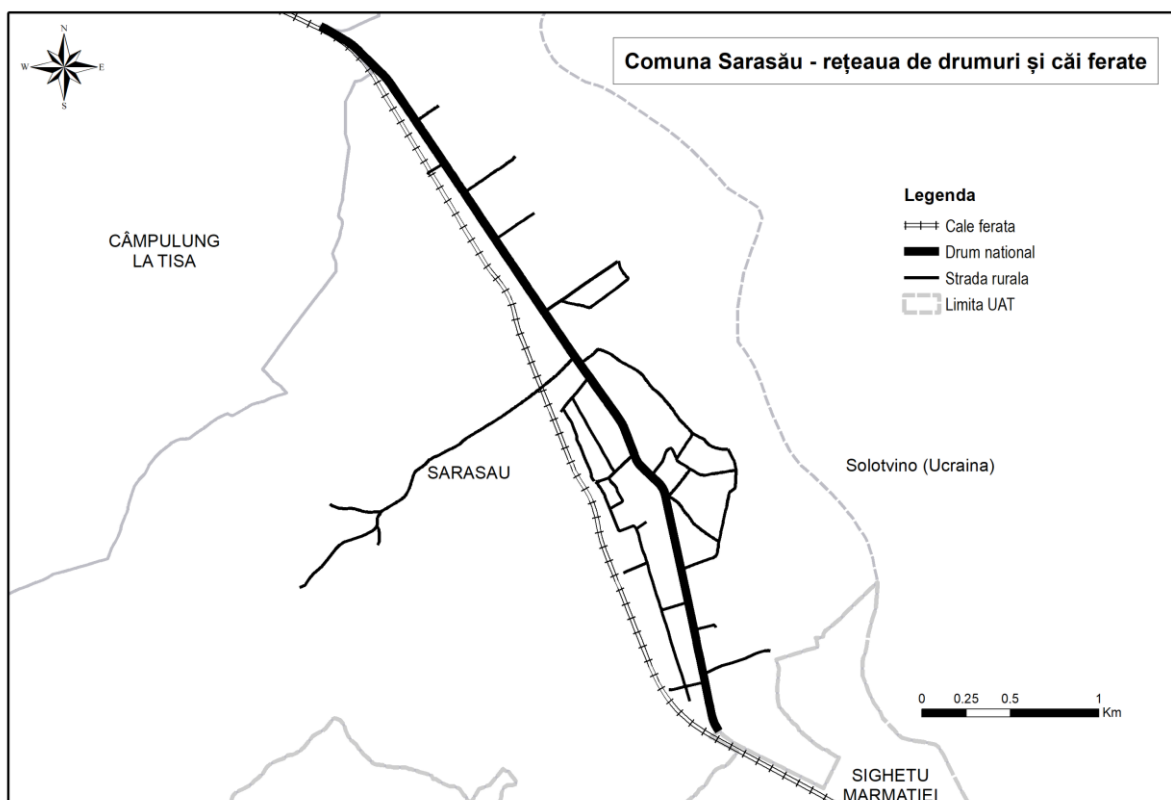 Comuna Sarasău - rețeaua de drumuri și căi ferate
N
W
E
S
Legenda
Cale ferata
Drum national
Strada rurala
Limita UAT
CÂMPULUNG
LA TISA
SARASAU
Solotvino (Ucraina)
0 0.25 0.5 1
Km
SIGHETU
MARMATIEI